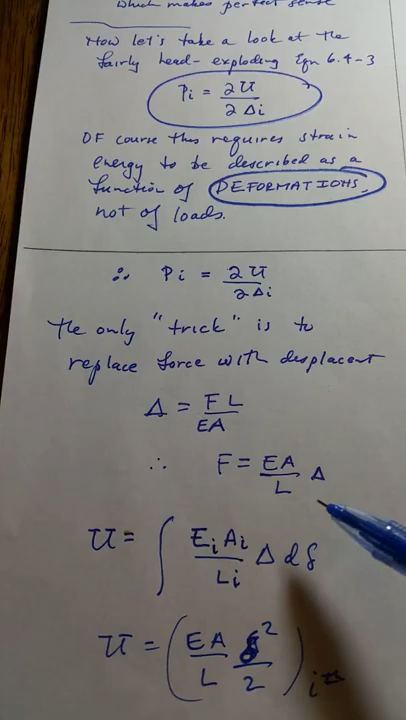 which makes perfect sense
Now let's take a look at the
fairly head-exploding Eqn 6.4-3
Pi = ∂U / ∂Δi
Of course this requires strain
energy to be described as a
function of DEFORMATIONS,
not of loads.
∴ Pi = ∂U / ∂Δi
The only "trick" is to
replace force with displacent
Δ = FL / EA
∴ F = EA / L Δ
U = ∫ EiAi / Li Δ dδ
U = (EA / L δ² / 2) i